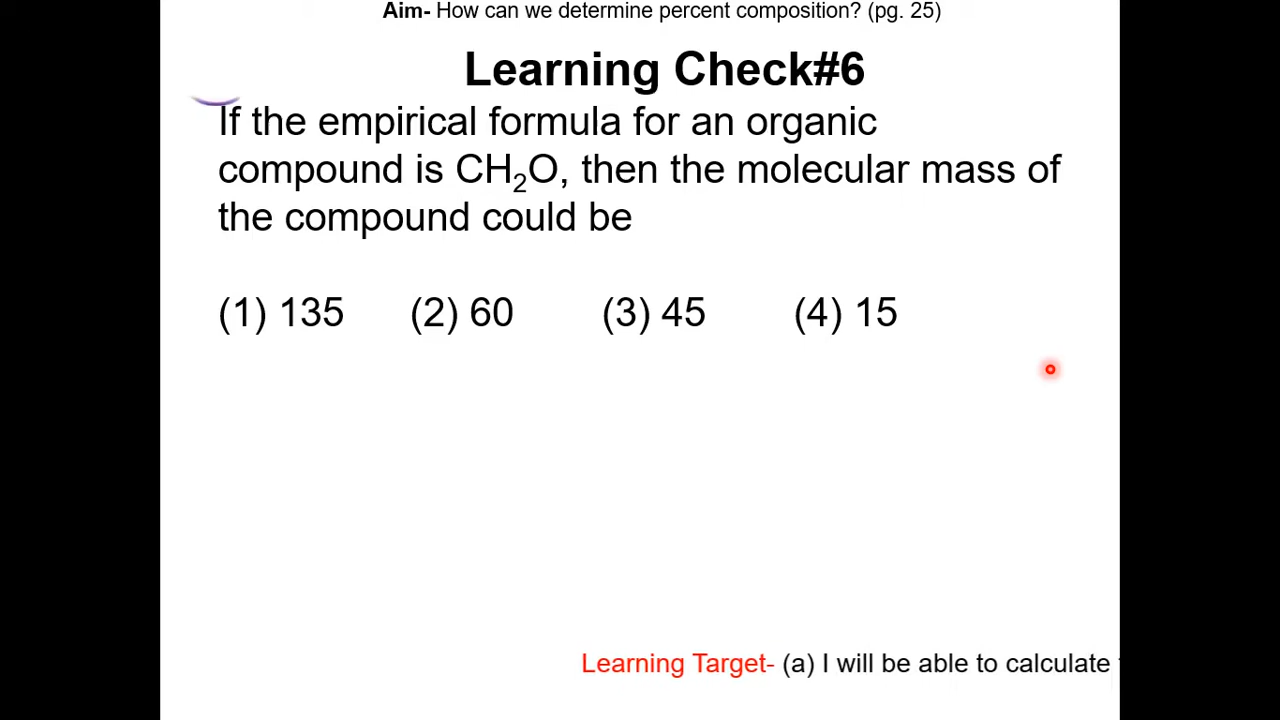 Aim- How can we determine percent composition? (pg. 25)
Learning Check#6
If the empirical formula for an organic
compound is CH₂O, then the molecular mass of
the compound could be
(1) 135 (2) 60 (3) 45 (4) 15
Learning Target- (a) I will be able to calculate